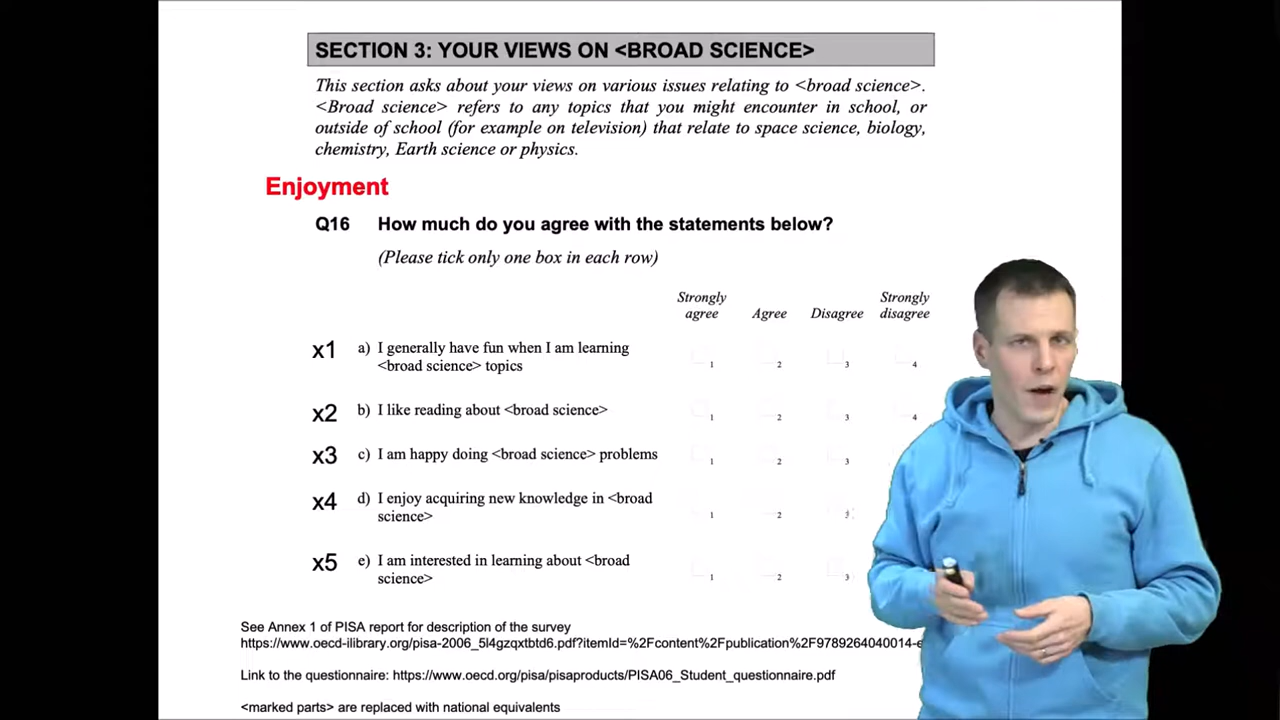 SECTION 3: YOUR VIEWS ON <BROAD SCIENCE>
This section asks about your views on various issues relating to <broad science>.
<Broad science> refers to any topics that you might encounter in school, or
outside of school (for example on television) that relate to space science, biology,
chemistry, Earth science or physics.
Enjoyment
Q16 How much do you agree with the statements below?
(Please tick only one box in each row)
Strongly agree Agree Disagree Strongly disagree
x1 a) I generally have fun when I am learning
<broad science> topics
1 2 3 4
x2 b) I like reading about <broad science>
1 2 3 4
x3 c) I am happy doing <broad science> problems
1 2 3
x4 d) I enjoy acquiring new knowledge in <broad
science>
1 2 3
x5 e) I am interested in learning about <broad
science>
1 2 3
See Annex 1 of PISA report for description of the survey
https://www.oecd-ilibrary.org/pisa-2006_5l4gzqxtbtd6.pdf?itemId=%2Fcontent%2Fpublication%2F9789264040014-e
Link to the questionnaire: https://www.oecd.org/pisa/pisaproducts/PISA06_Student_questionnaire.pdf
<marked parts> are replaced with national equivalents